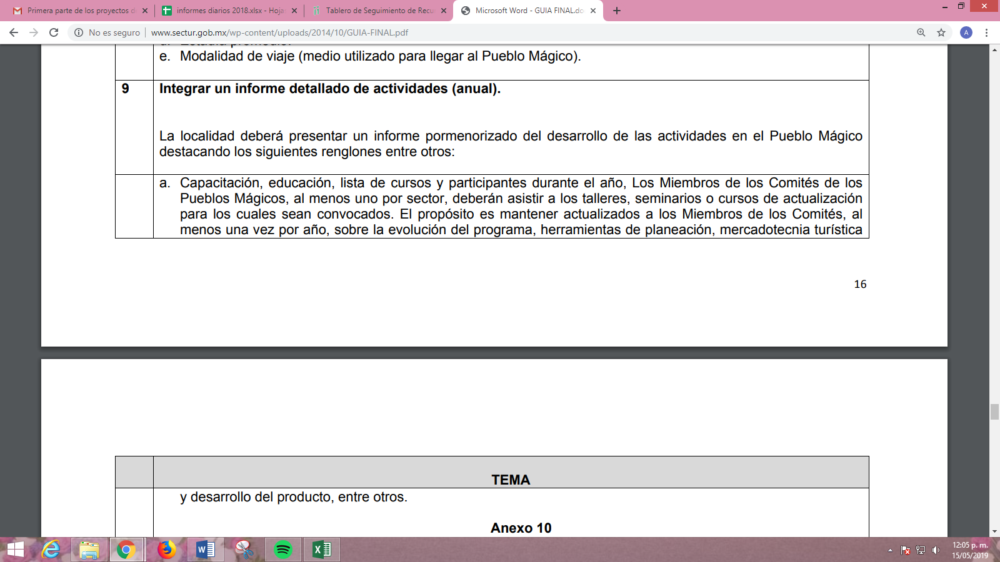 Primera parte de los proyectos d
informes diarios 2018.xlsx - Hoja
Tablero de Seguimiento de Recu
Microsoft Word - GUIA FINAL.do
No es seguro
www.sectur.gob.mx/wp-content/uploads/2014/10/GUIA-FINAL.pdf
A
e. Modalidad de viaje (medio utilizado para llegar al Pueblo Mágico).
9 Integrar un informe detallado de actividades (anual).
La localidad deberá presentar un informe pormenorizado del desarrollo de las actividades en el Pueblo Mágico
destacando los siguientes renglones entre otros:
a. Capacitación, educación, lista de cursos y participantes durante el año, Los Miembros de los Comités de los
Pueblos Mágicos, al menos uno por sector, deberán asistir a los talleres, seminarios o cursos de actualización
para los cuales sean convocados. El propósito es mantener actualizados a los Miembros de los Comités, al
menos una vez por año, sobre la evolución del programa, herramientas de planeación, mercadotecnia turística
16
TEMA
y desarrollo del producto, entre otros.
Anexo 10
12:05 p. m.
15/05/2019